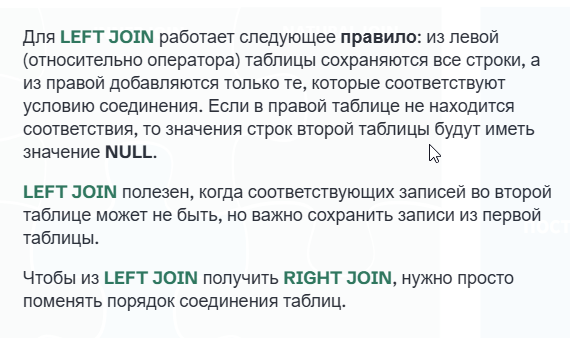 Для LEFT JOIN работает следующее правило: из левой
(относительно оператора) таблицы сохраняются все строки, а
из правой добавляются только те, которые соответствуют
условию соединения. Если в правой таблице не находится
соответствия, то значения строк второй таблицы будут иметь
значение NULL.
LEFT JOIN полезен, когда соответствующих записей во второй
таблице может не быть, но важно сохранить записи из первой
таблицы.
Чтобы из LEFT JOIN получить RIGHT JOIN, нужно просто
поменять порядок соединения таблиц.